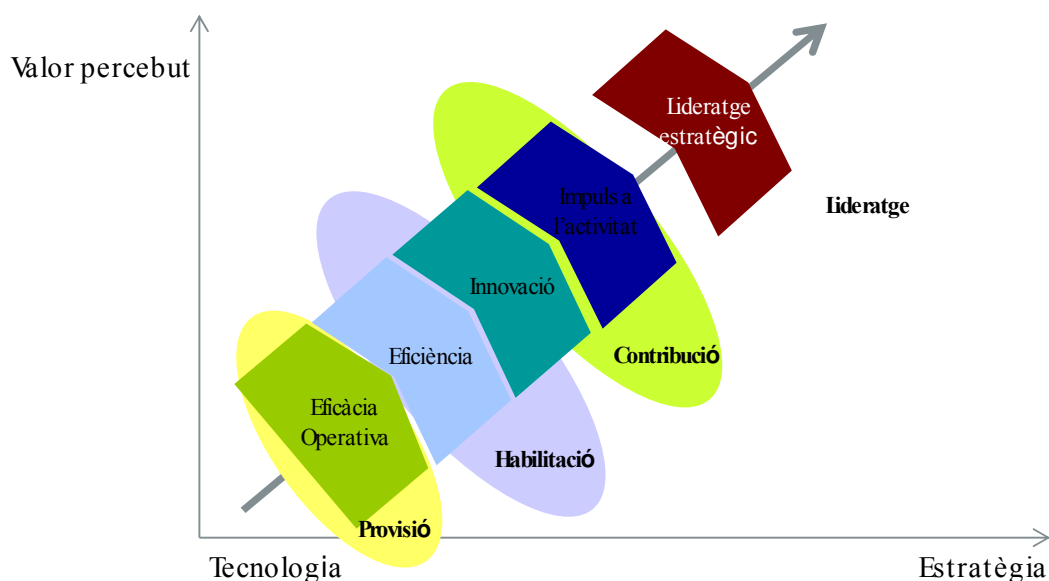 Valor percebut
Lideratge
estratègic
Impuls a
l'activitat
Lideratge
Innovació
Contribució
Eficiència
Eficàcia
Operativa
Habilitació
Provisió
Tecnologia
Estratègia